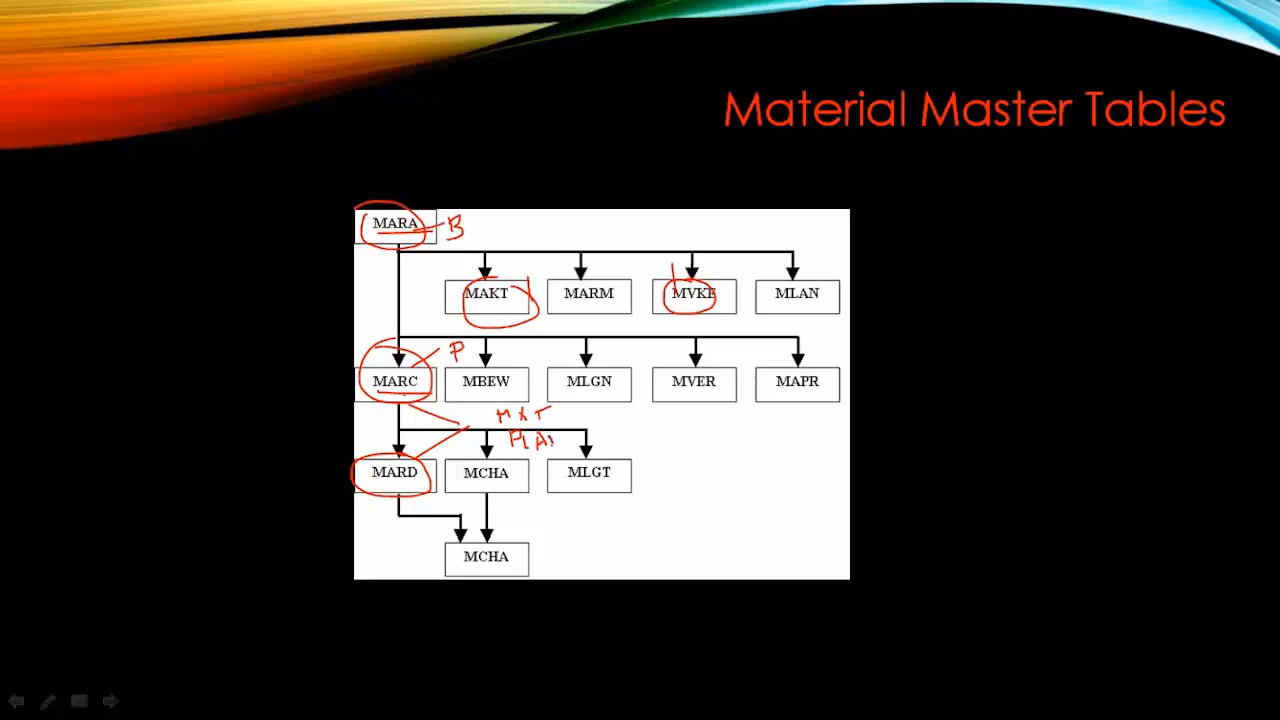 Material Master Tables
MARA B
MAKT MARM MVKE MLAN
P
MARC MBEW MLGN MVER MAPR
MARD MCHA MLGT
MCHA